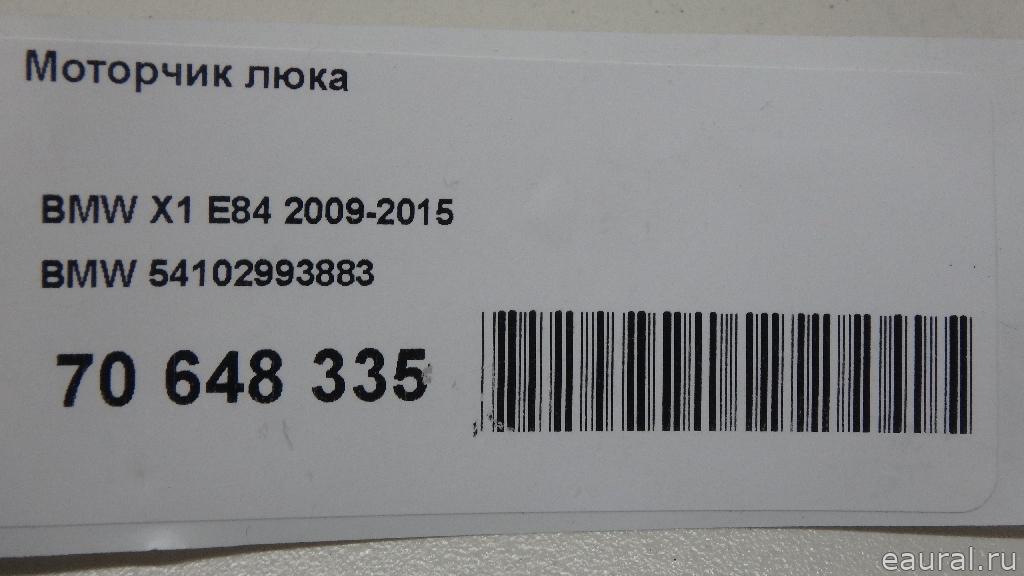 Моторчик люка
BMW X1 E84 2009-2015
BMW 54102993883
70 648 335
eaural.ru